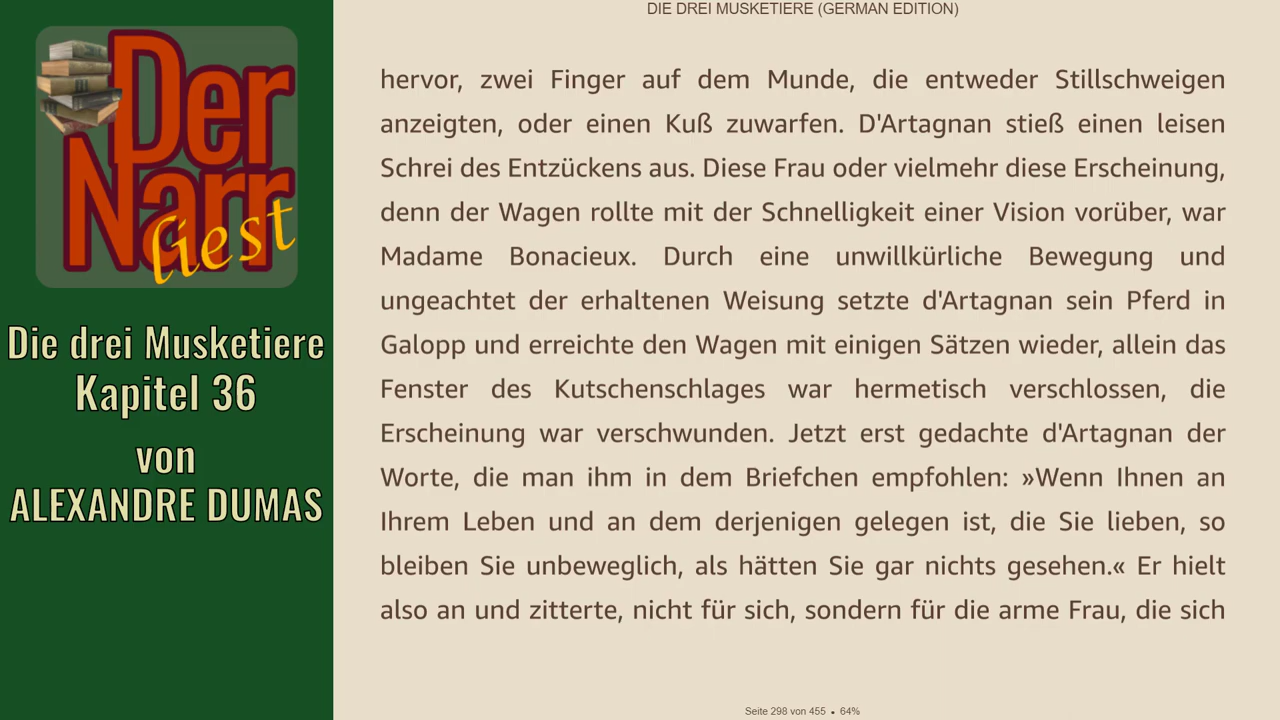 Der
Narr
liest
Die drei Musketiere
Kapitel 36
von
ALEXANDRE DUMAS
DIE DREI MUSKETIERE (GERMAN EDITION)
hervor, zwei Finger auf dem Munde, die entweder Stillschweigen
anzeigten, oder einen Kuß zuwarfen. D'Artagnan stieß einen leisen
Schrei des Entzückens aus. Diese Frau oder vielmehr diese Erscheinung,
denn der Wagen rollte mit der Schnelligkeit einer Vision vorüber, war
Madame Bonacieux. Durch eine unwillkürliche Bewegung und
ungeachtet der erhaltenen Weisung setzte d'Artagnan sein Pferd in
Galopp und erreichte den Wagen mit einigen Sätzen wieder, allein das
Fenster des Kutschenschlages war hermetisch verschlossen, die
Erscheinung war verschwunden. Jetzt erst gedachte d'Artagnan der
Worte, die man ihm in dem Briefchen empfohlen: »Wenn Ihnen an
Ihrem Leben und an dem derjenigen gelegen ist, die Sie lieben, so
bleiben Sie unbeweglich, als hätten Sie gar nichts gesehen.« Er hielt
also an und zitterte, nicht für sich, sondern für die arme Frau, die sich
Seite 298 von 455 • 64%